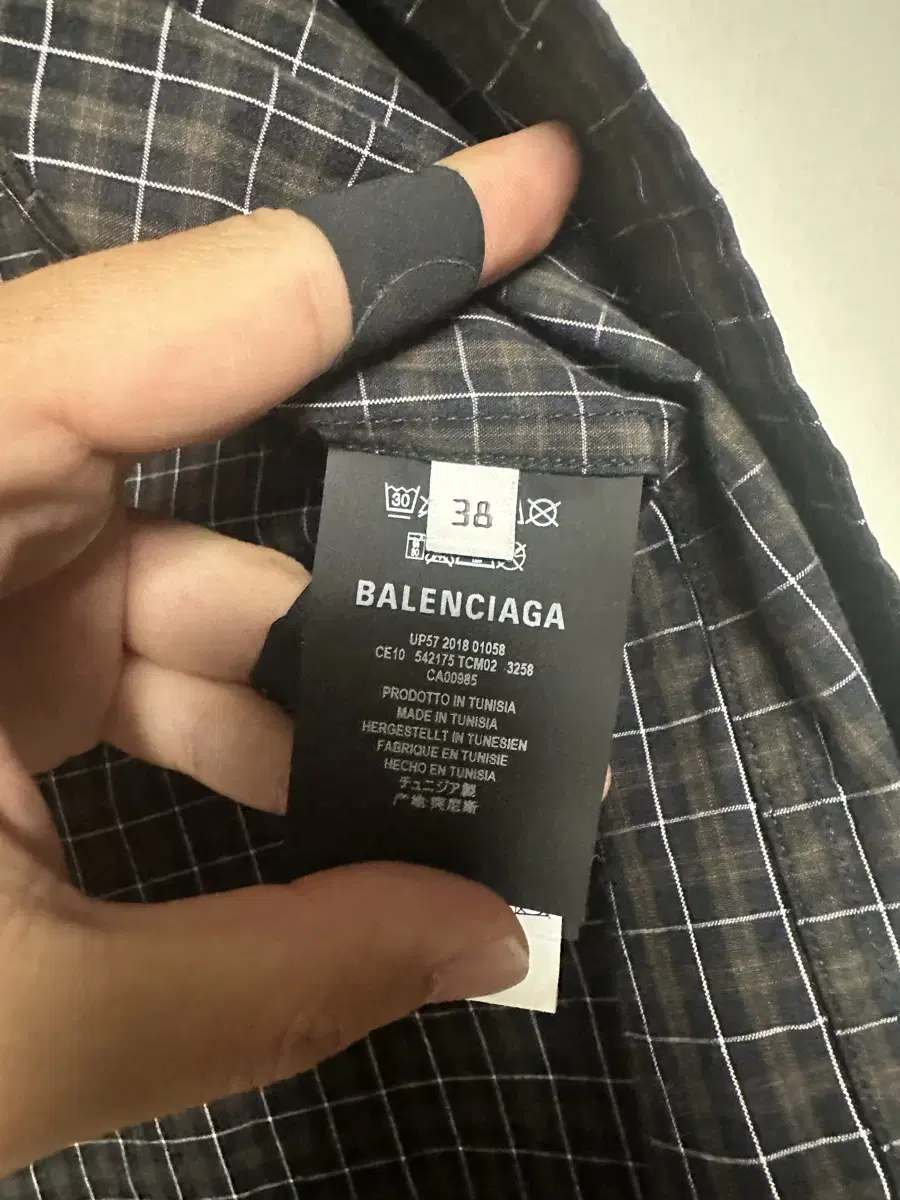 30
38
BALENCIAGA
UP57 2018 01058
CE10 542175 TCM02 3258
CA00985
PRODOTTO IN TUNISIA
MADE IN TUNISIA
HERGESTELLT IN TUNESIEN
FABRIQUE EN TUNISIE
HECHO EN TUNISIA
チュニジア製
产地:突尼斯